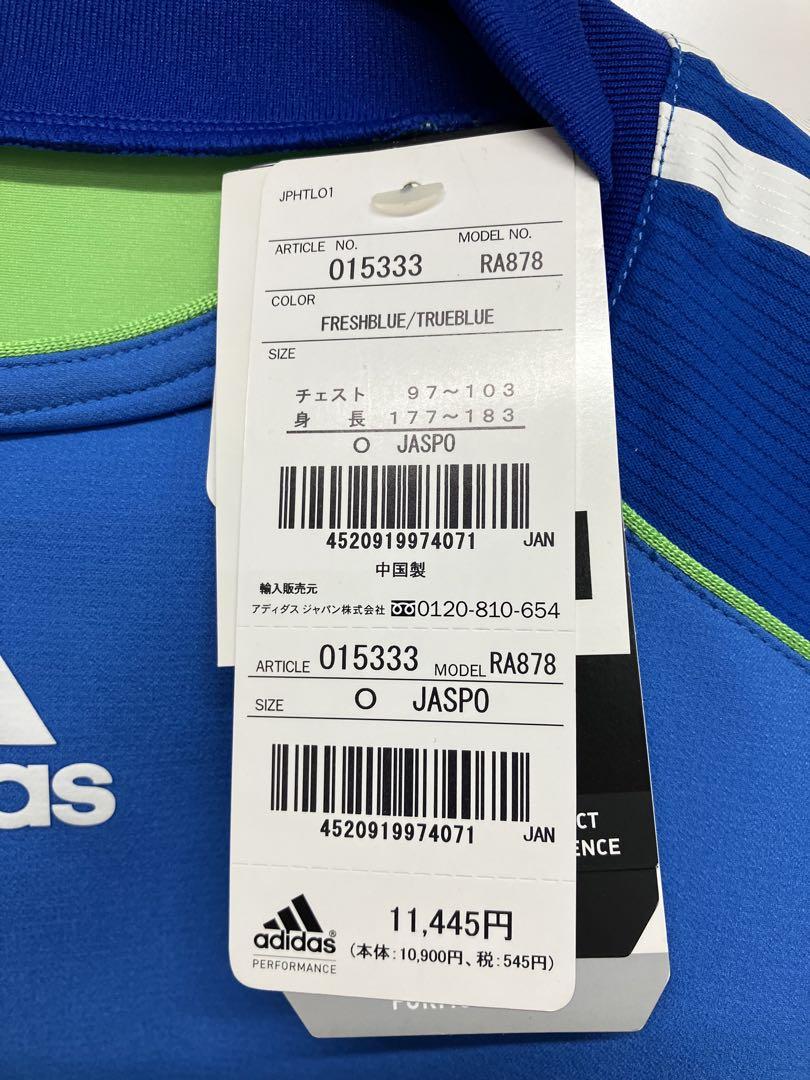 JPHTLO1
ARTICLE NO. MODEL NO.
015333 RA878
COLOR
FRESHBLUE/TRUEBLUE
SIZE
チェスト 97～103
身 長 177～183
O JASPO
4520919974071 JAN
中国製
輸入販売元
アディダス ジャパン株式会社 0120-810-654
ARTICLE 015333 MODEL RA878
SIZE O JASPO
4520919974071 JAN
adidas®
PERFORMANCE
11,445円
(本体:10,900円、税:545円)